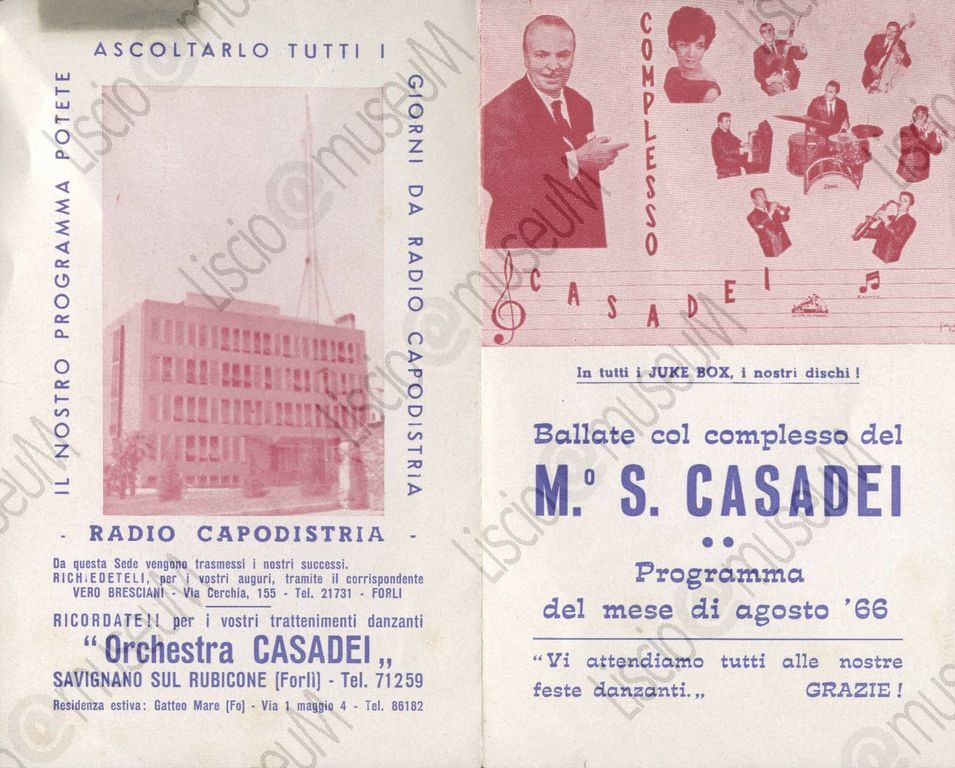 IL NOSTRO PROGRAMMA POTETE
ASCOLTARLO TUTTI I
GIORNI DA RADIO CAPODISTRIA
- RADIO CAPODISTRIA -
Da questa Sede vengono trasmessi i nostri successi.
RICHIEDETELI, per i vostri auguri, tramite il corrispondente
VERO BRESCIANI - Via Cerchia, 155 - Tel. 21731 - FORLI
RICORDATE!! per i vostri trattenimenti danzanti
"Orchestra CASADEI„
SAVIGNANO SUL RUBICONE (Forlì) - Tel. 71259
Residenza estiva: Gatteo Mare (Fo) - Via 1 maggio 4 - Tel. 86182
COMPLESSO
CASADEI
In tutti i JUKE BOX, i nostri dischi !
Ballate col complesso del
M.º S. CASADEI
Programma
del mese di agosto '66
"Vi attendiamo tutti alle nostre
feste danzanti.„ GRAZIE !
Liscio@museuM